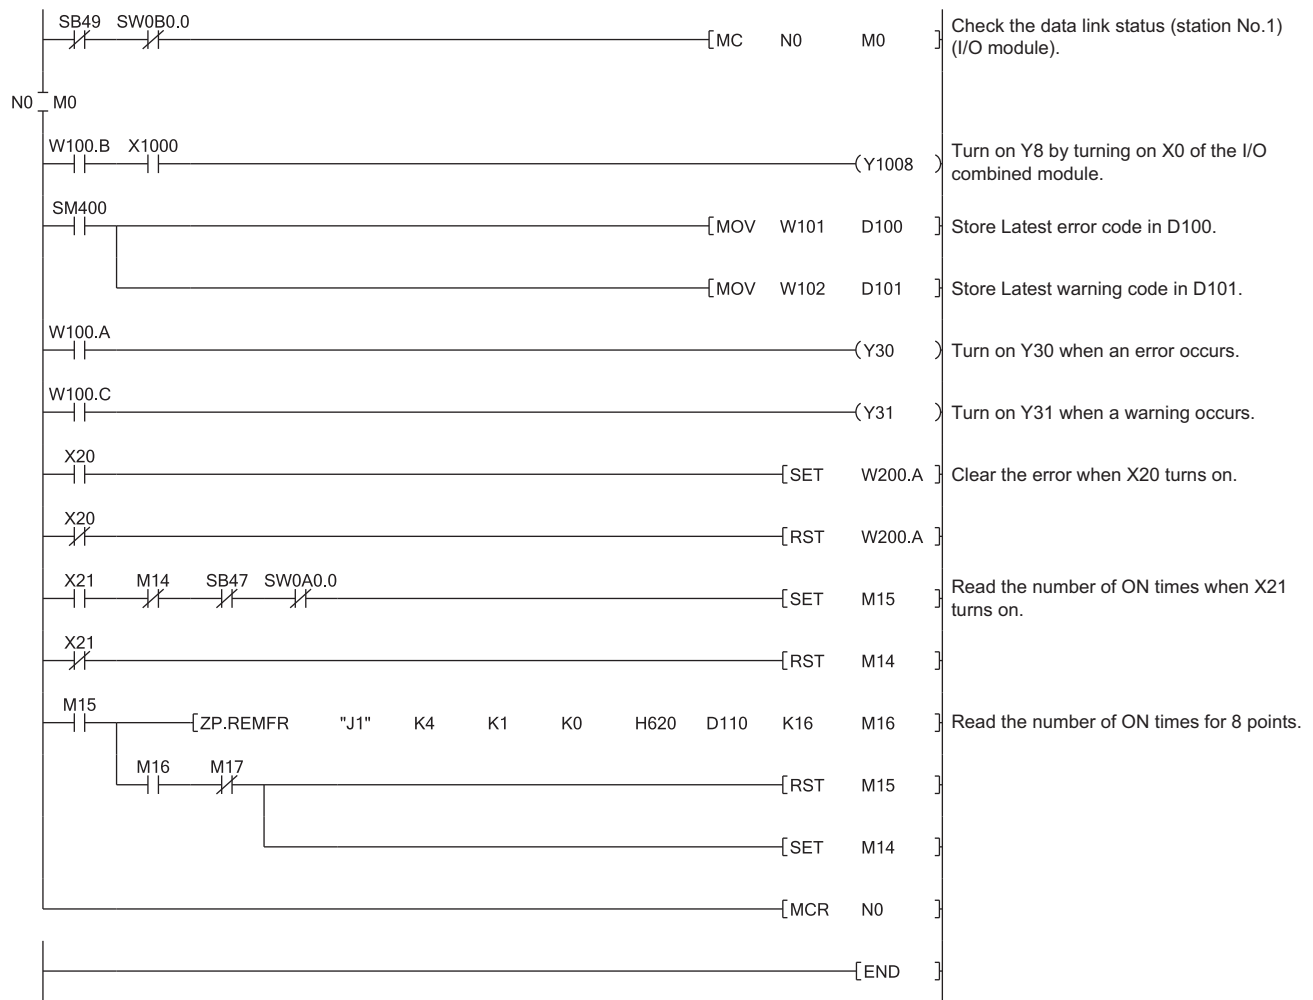 SB49 SW0B0.0
MC N0 M0
Check the data link status (station No.1)
(I/O module).
N0 M0
W100.B X1000
Y1008
Turn on Y8 by turning on X0 of the I/O
combined module.
SM400
MOV W101 D100
Store Latest error code in D100.
MOV W102 D101
Store Latest warning code in D101.
W100.A
Y30
Turn on Y30 when an error occurs.
W100.C
Y31
Turn on Y31 when a warning occurs.
X20
SET W200.A
Clear the error when X20 turns on.
X20
RST W200.A
X21 M14 SB47 SW0A0.0
SET M15
Read the number of ON times when X21
turns on.
X21
RST M14
M15
ZP.REMFR "J1" K4 K1 K0 H620 D110 K16 M16
Read the number of ON times for 8 points.
M16 M17
RST M15
SET M14
MCR N0
END